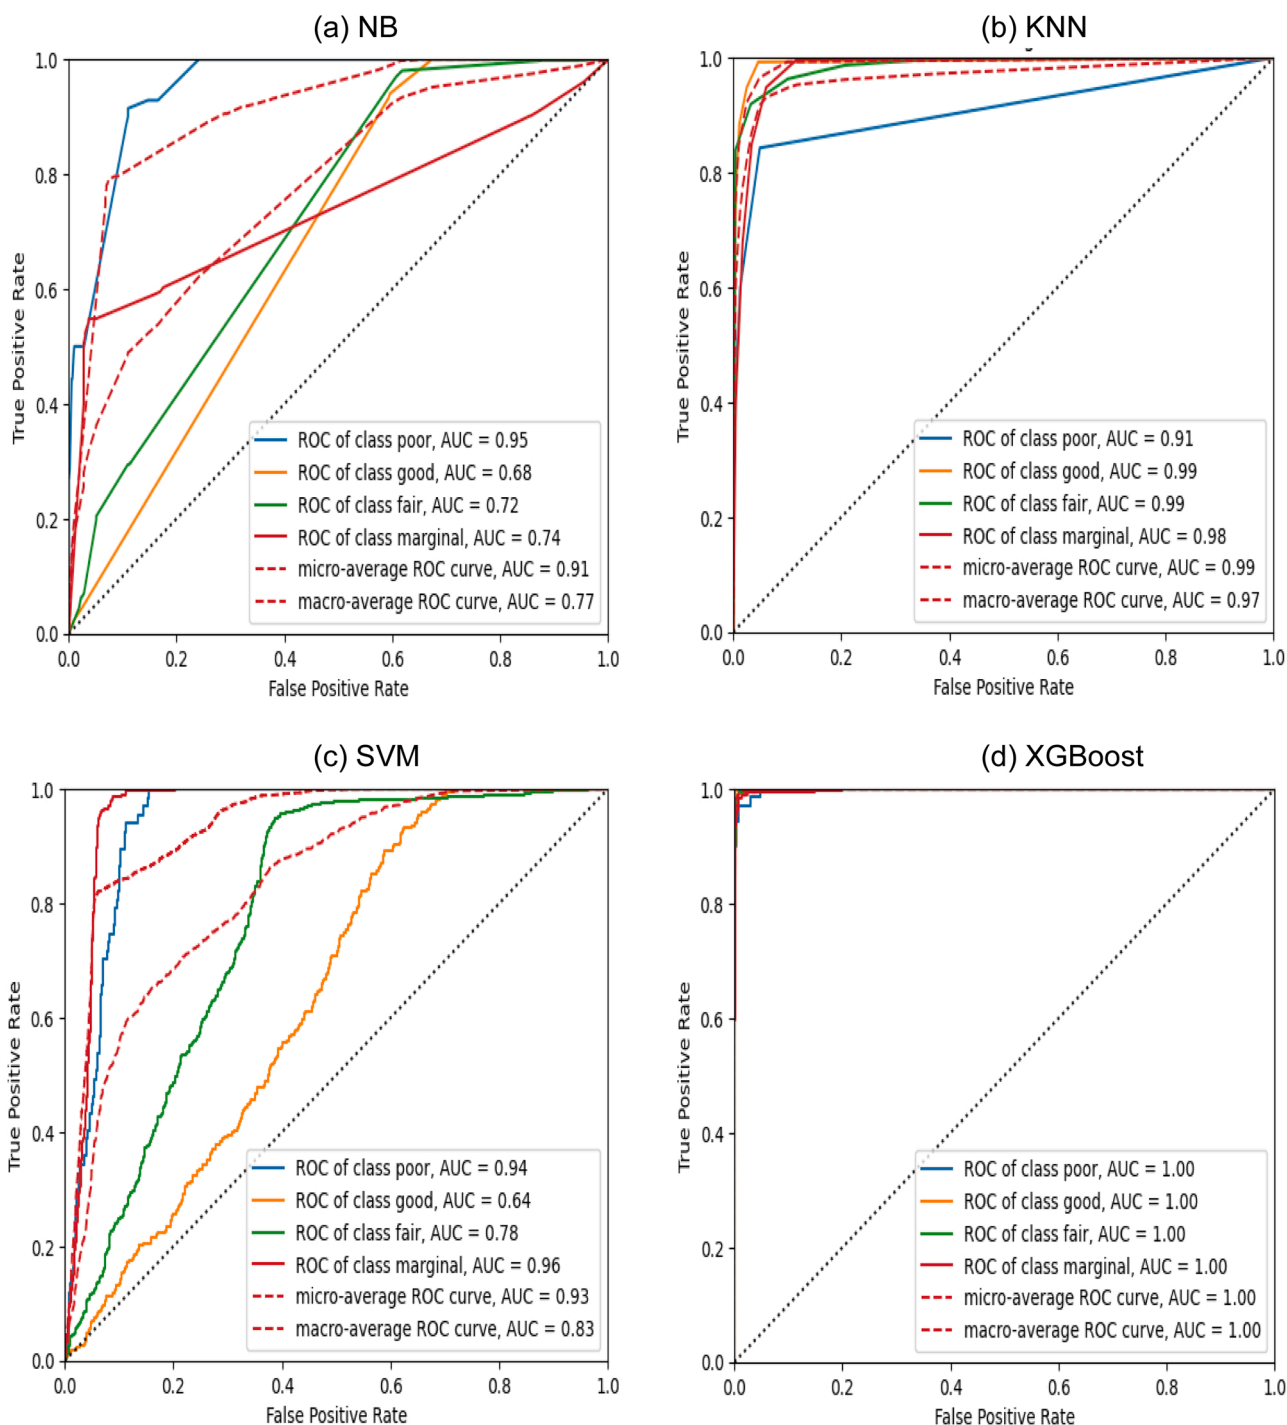 (a) NB
1.0
0.8
0.6
0.4
0.2
0.0
True Positive Rate
ROC of class poor, AUC = 0.95
ROC of class good, AUC = 0.68
ROC of class fair, AUC = 0.72
ROC of class marginal, AUC = 0.74
micro-average ROC curve, AUC = 0.91
macro-average ROC curve, AUC = 0.77
0.0 0.2 0.4 0.6 0.8 1.0
False Positive Rate
(b) KNN
1.0
0.8
0.6
0.4
0.2
0.0
True Positive Rate
ROC of class poor, AUC = 0.91
ROC of class good, AUC = 0.99
ROC of class fair, AUC = 0.99
ROC of class marginal, AUC = 0.98
micro-average ROC curve, AUC = 0.99
macro-average ROC curve, AUC = 0.97
0.0 0.2 0.4 0.6 0.8 1.0
False Positive Rate
(c) SVM
1.0
0.8
0.6
0.4
0.2
0.0
True Positive Rate
ROC of class poor, AUC = 0.94
ROC of class good, AUC = 0.64
ROC of class fair, AUC = 0.78
ROC of class marginal, AUC = 0.96
micro-average ROC curve, AUC = 0.93
macro-average ROC curve, AUC = 0.83
0.0 0.2 0.4 0.6 0.8 1.0
False Positive Rate
(d) XGBoost
1.0
0.8
0.6
0.4
0.2
0.0
True Positive Rate
ROC of class poor, AUC = 1.00
ROC of class good, AUC = 1.00
ROC of class fair, AUC = 1.00
ROC of class marginal, AUC = 1.00
micro-average ROC curve, AUC = 1.00
macro-average ROC curve, AUC = 1.00
0.0 0.2 0.4 0.6 0.8 1.0
False Positive Rate